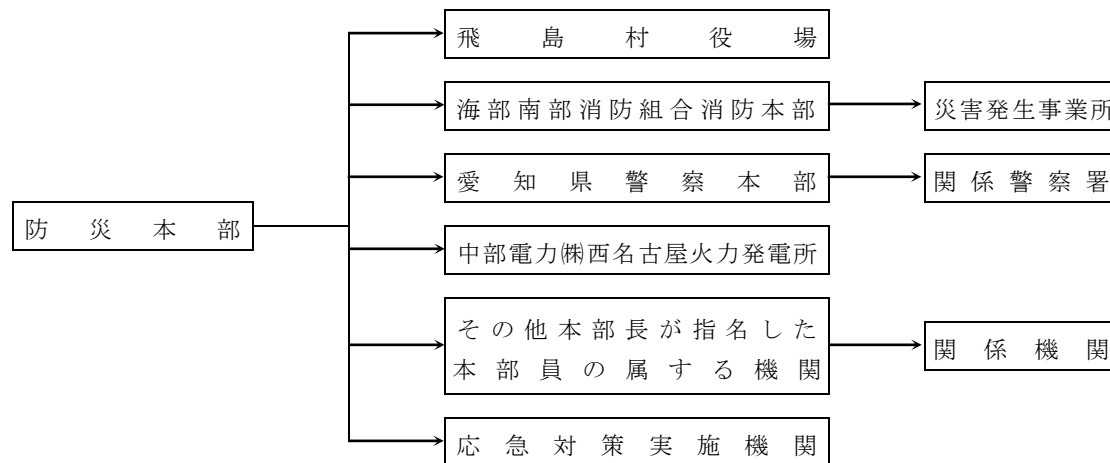 飛島村役場
海部南部消防組合消防本部
災害発生事業所
愛知県警察本部
関係警察署
防災本部
中部電力㈱西名古屋火力発電所
その他本部長が指名した
本部員の属する機関
関係機関
応急対策実施機関